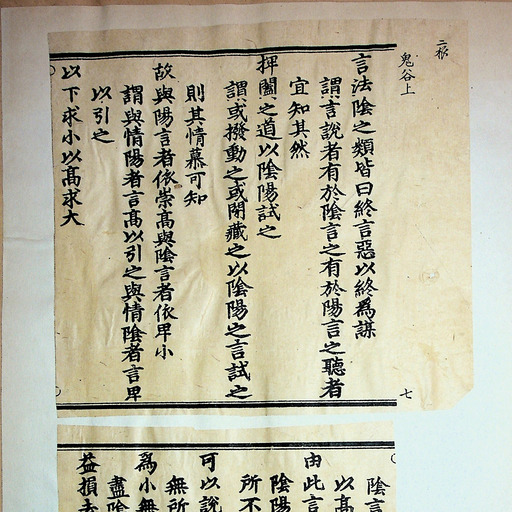 鬼谷上
七
言法陰之類皆曰終言惡以終為謀
謂言說者有於陰言之有於陽言之聽者
宜知其然
捭闔之道以陰陽試之
謂或撥動之或閉藏之以陰陽之言試之
則其情慕可知
故與陽言者依崇高與陰言者依卑小
謂與情陽者言高以引之與情陰者言卑
以引之
以下求小以高求大
陰言
以高
由此言
陰陽
所不
可以說
無所
為小無
盡陰
益損去